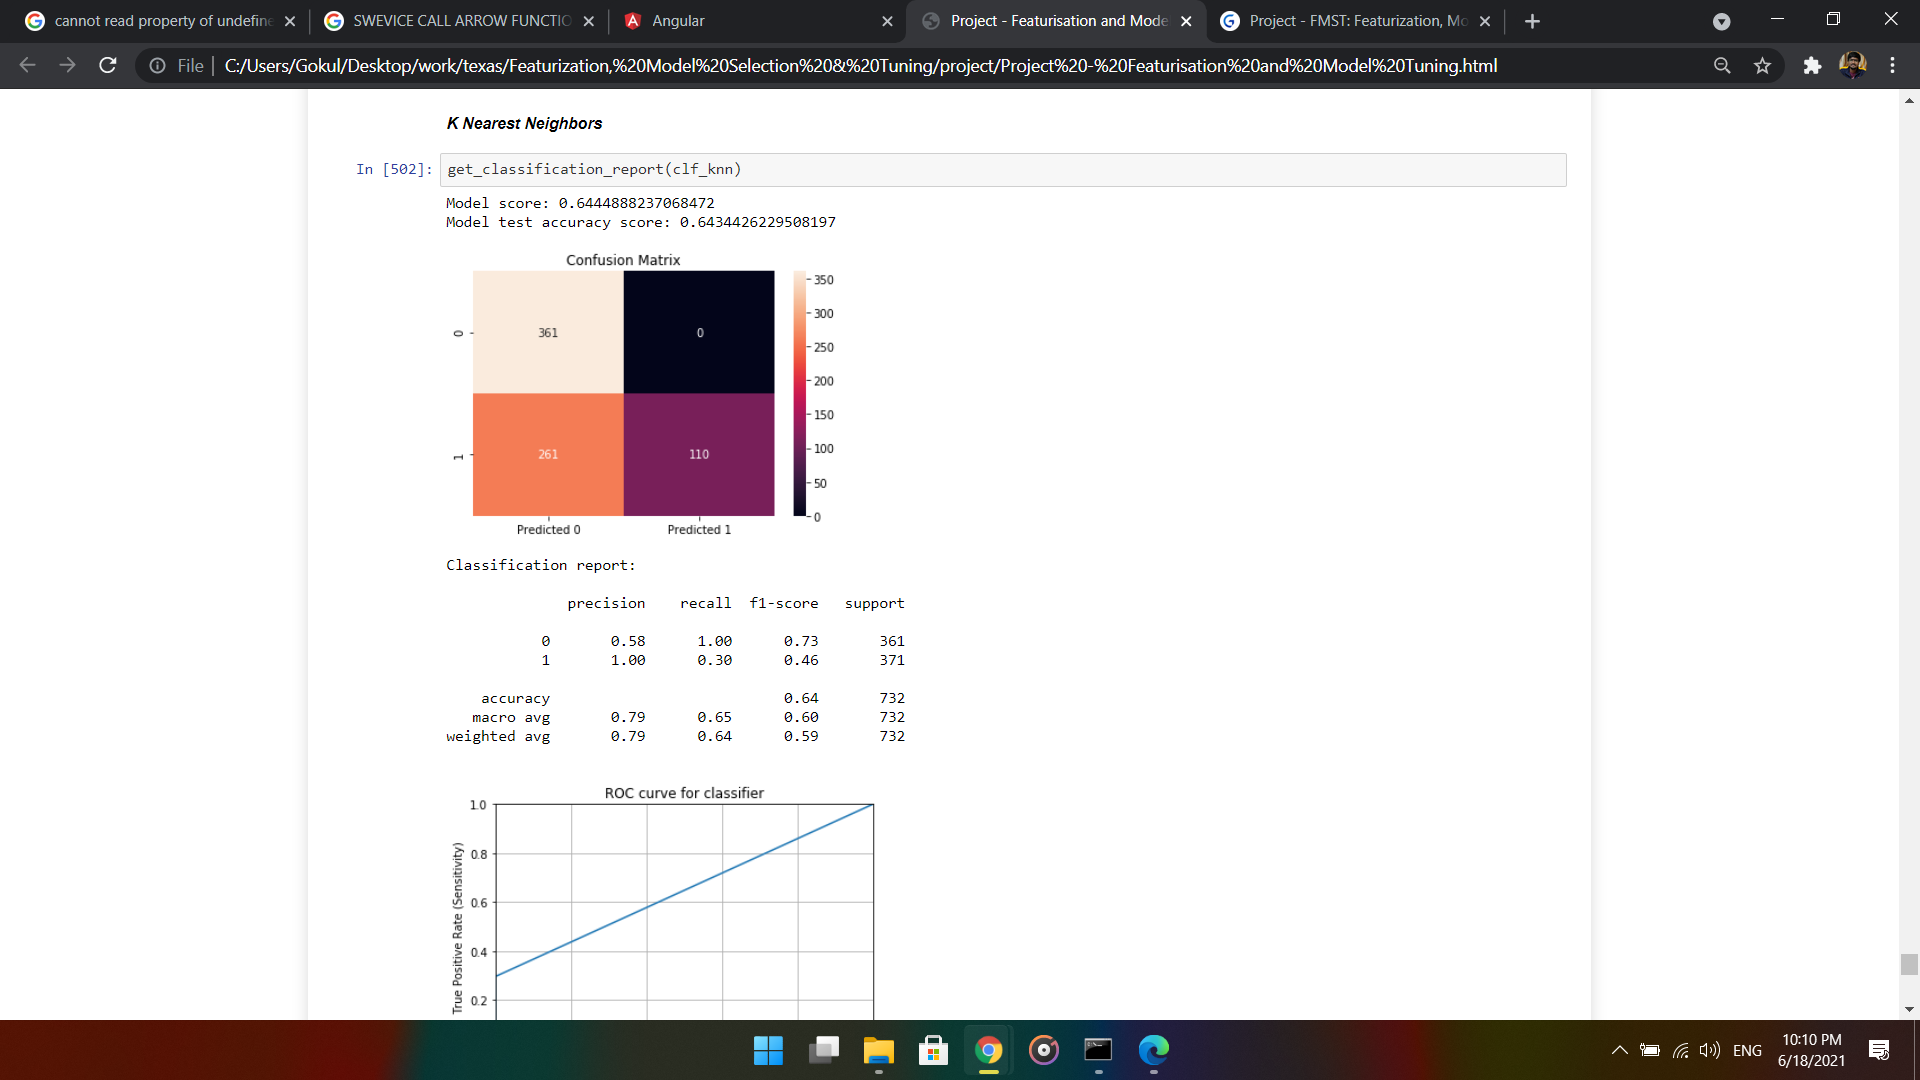 cannot read property of undefine
SWEVICE CALL ARROW FUNCTIO
Angular
Project - Featurisation and Mode
Project - FMST: Featurization, Mo
File
C:/Users/Gokul/Desktop/work/texas/Featurization,%20Model%20Selection%20&%20Tuning/project/Project%20-%20Featurisation%20and%20Model%20Tuning.html
K Nearest Neighbors
In [502]: get_classification_report(clf_knn)
Model score: 0.6444888237068472
Model test accuracy score: 0.6434426229508197
Confusion Matrix
0
361
0
1
261
110
Predicted 0
Predicted 1
350
300
250
200
150
100
50
0
Classification report:
precision recall f1-score support
0 0.58 1.00 0.73 361
1 1.00 0.30 0.46 371
accuracy 0.64 732
macro avg 0.79 0.65 0.60 732
weighted avg 0.79 0.64 0.59 732
ROC curve for classifier
1.0
0.8
0.6
0.4
0.2
True Positive Rate (Sensitivity)
ENG
10:10 PM
6/18/2021